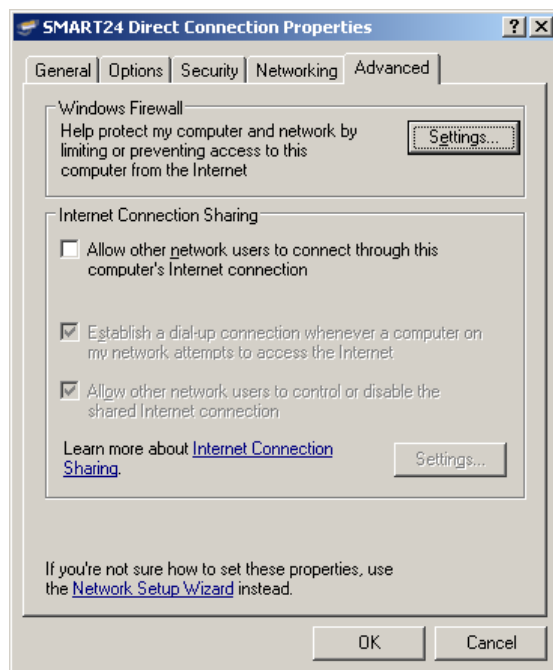 SMART24 Direct Connection Properties
General
Options
Security
Networking
Advanced
Windows Firewall
Help protect my computer and network by
limiting or preventing access to this
computer from the Internet
Settings...
Internet Connection Sharing
Allow other network users to connect through this
computer's Internet connection
Establish a dial-up connection whenever a computer on
my network attempts to access the Internet
Allow other network users to control or disable the
shared Internet connection
Learn more about Internet Connection
Sharing.
Settings...
If you're not sure how to set these properties, use
the Network Setup Wizard instead.
OK
Cancel